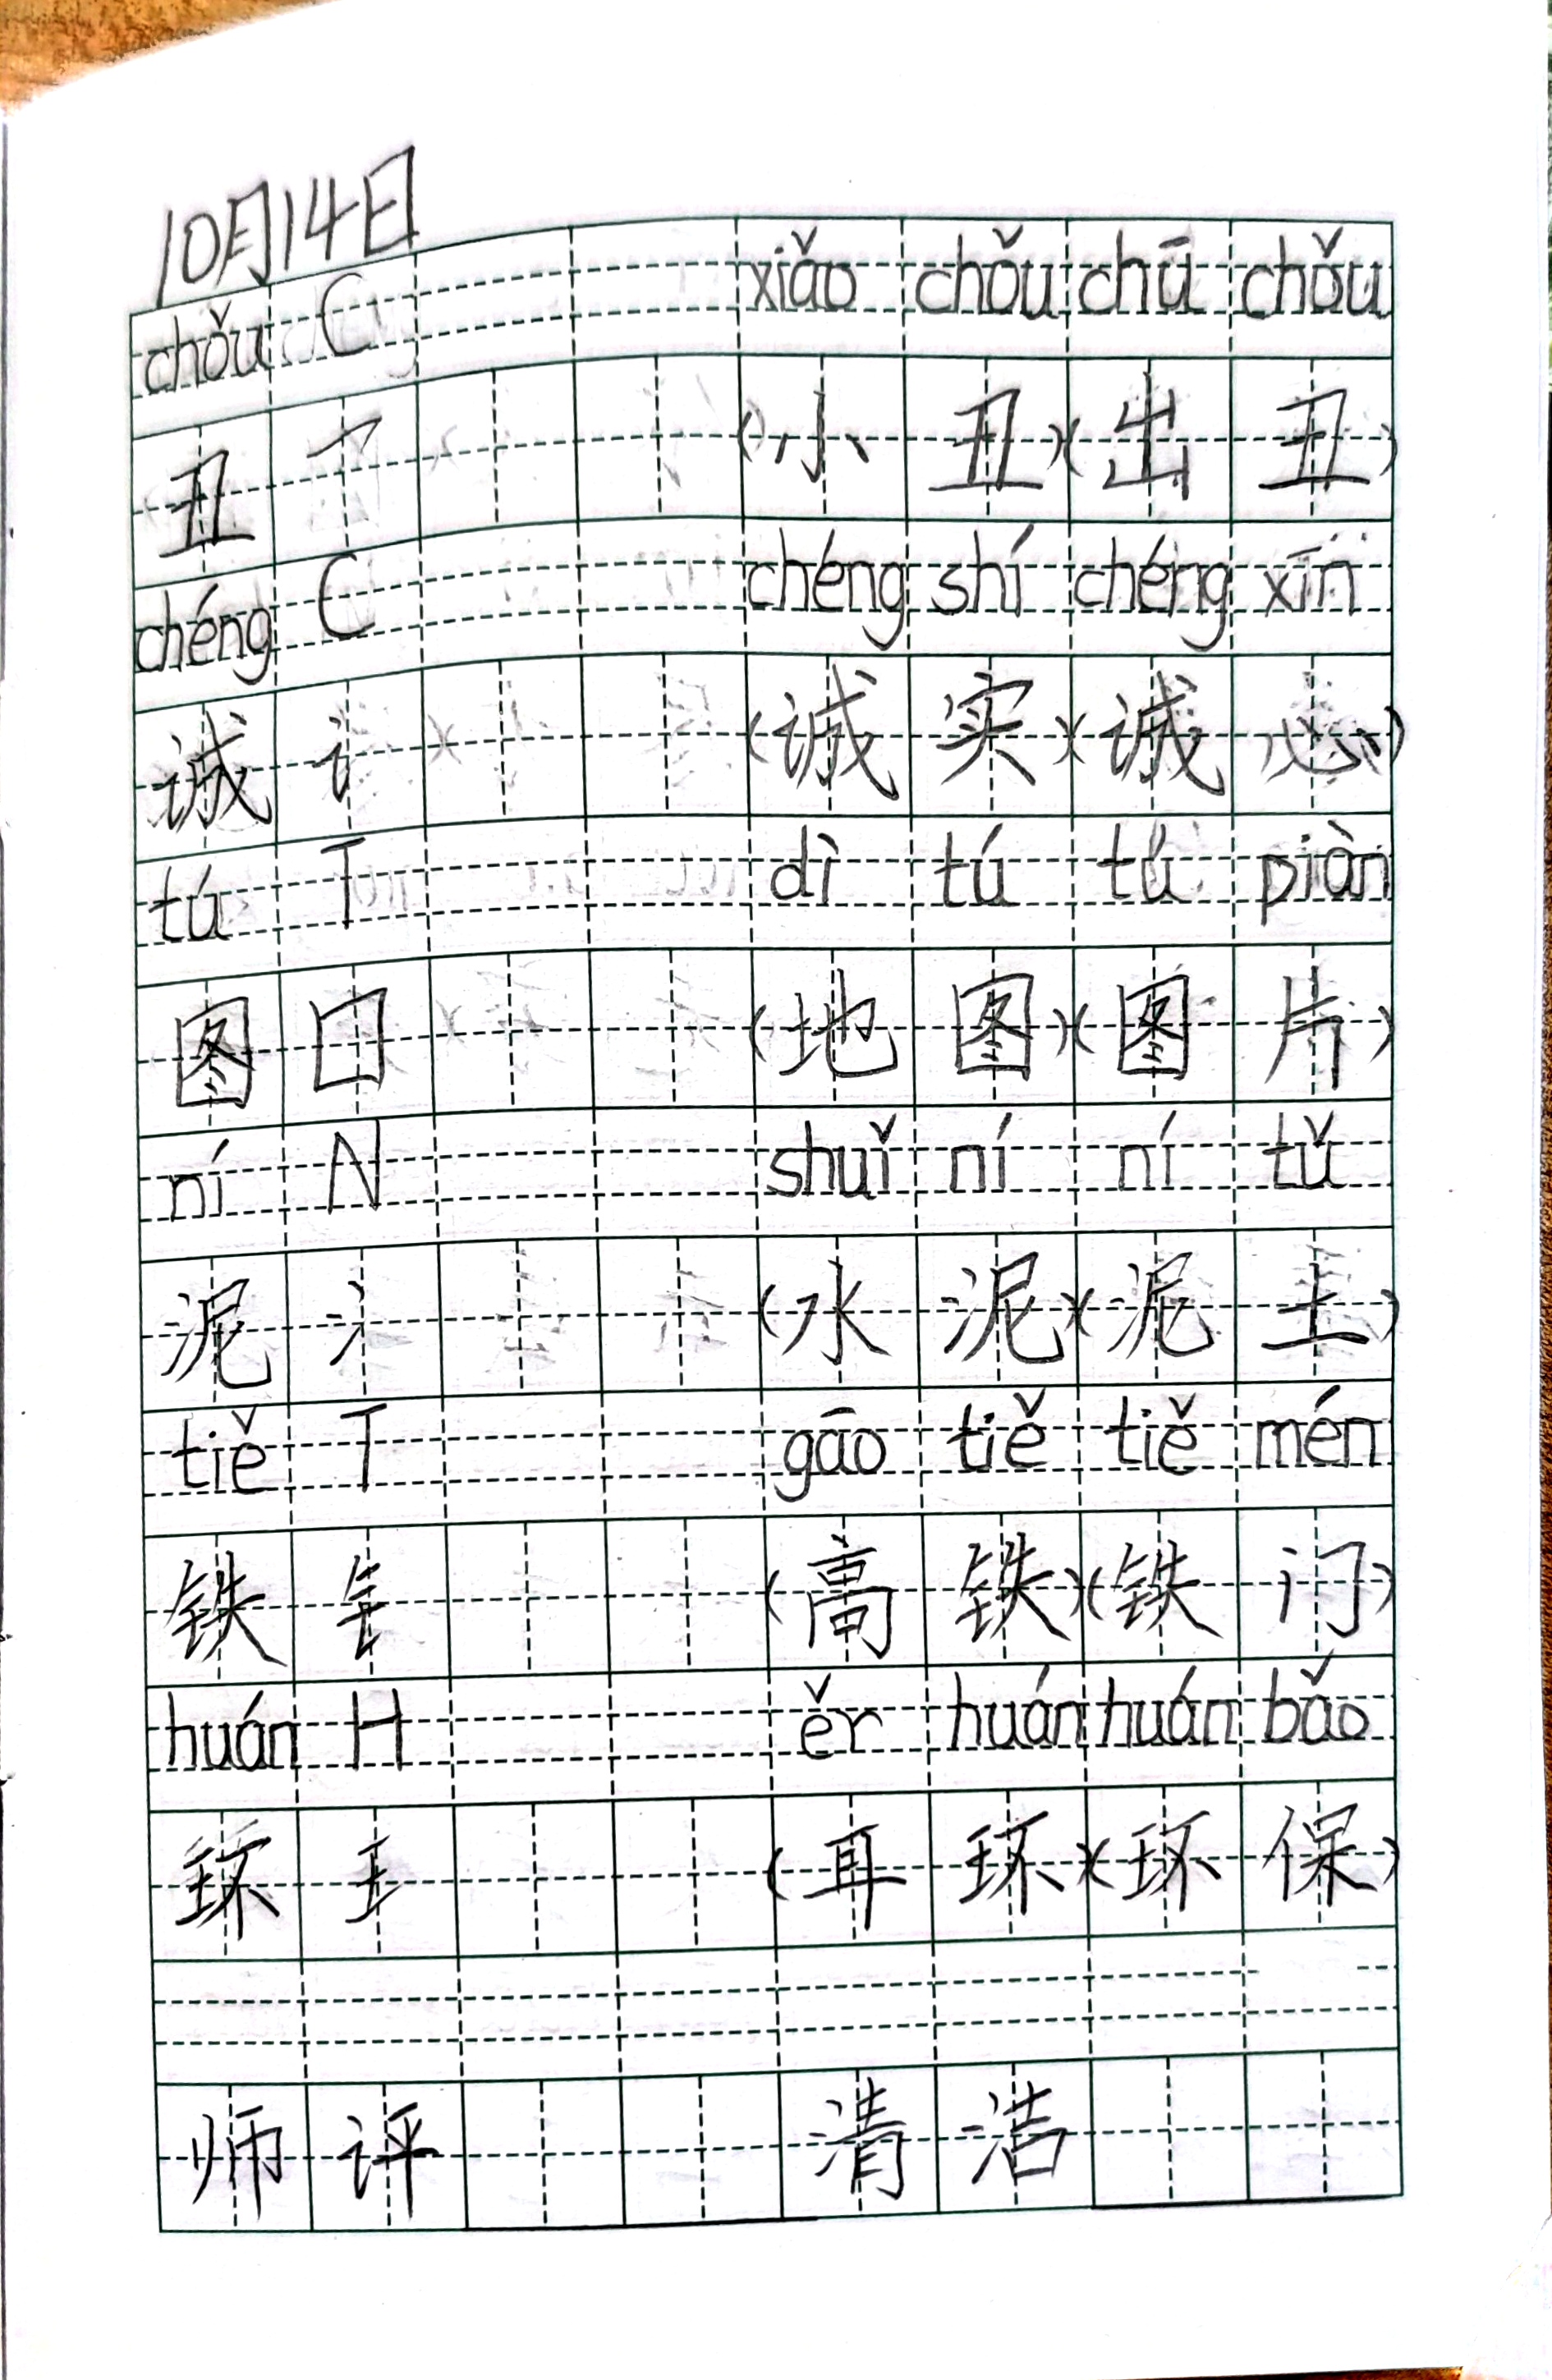 10月14日
chǒu C xiǎo chǒu chū chǒu
丑 乛 (小 丑)(出 丑)
chéng C chéng shí chéng xīn
诚 讠 (诚 实)(诚 心)
tú T dì tú tú piàn
图 囗 (地 图)(图 片)
ní N shuǐ ní ní tǔ
泥 氵 (水 泥)(泥 土)
tiě T gāo tiě tiě mén
铁 钅 (高 铁)(铁 门)
huán H ěr huán huán bǎo
环 王 (耳 环)(环 保)
师 评 清 洁